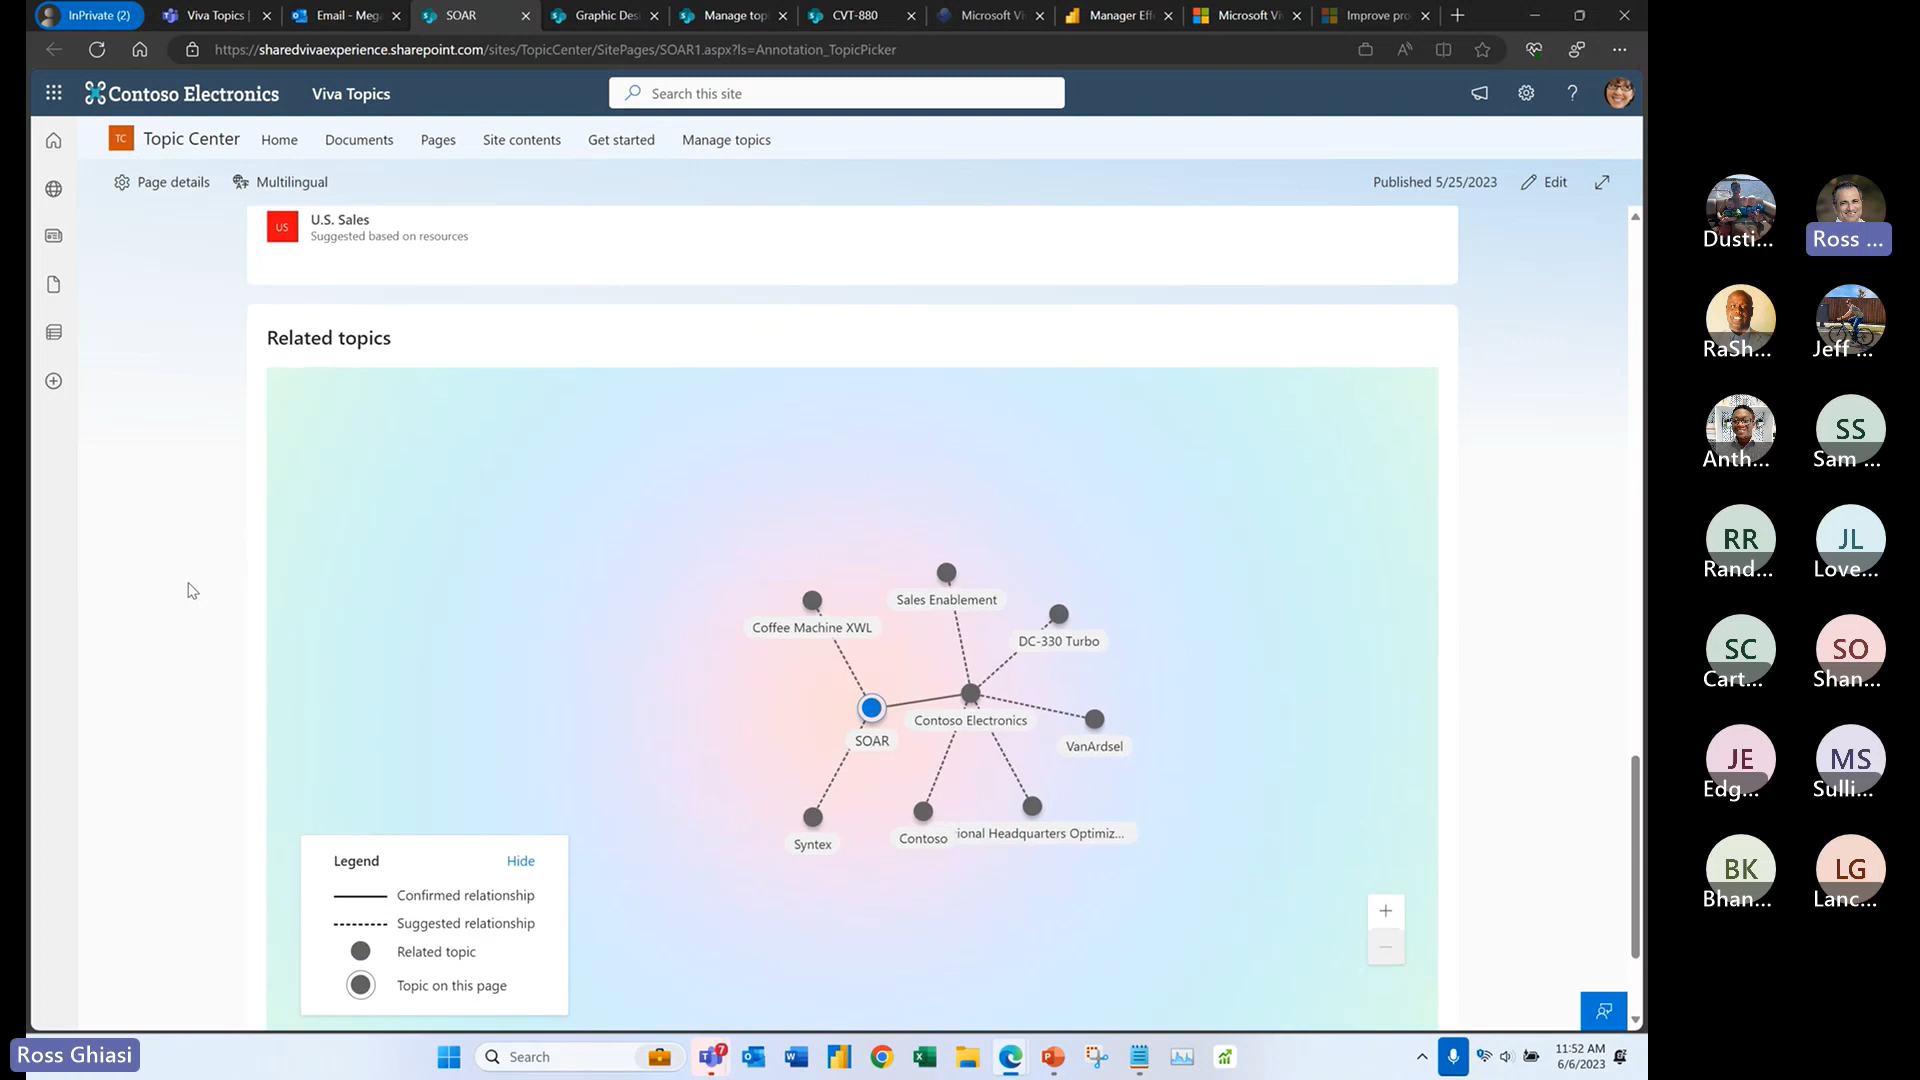 InPrivate (2)
Viva Topics |
Email - Meg
SOAR
Graphic Des
Manage top
CVT-880
Microsoft Vi
Manager Eff
Microsoft Vi
Improve pro
https://sharedvivaexperience.sharepoint.com/sites/TopicCenter/SitePages/SOAR1.aspx?ls=Annotation_TopicPicker
Contoso Electronics
Viva Topics
Search this site
TC
Topic Center
Home
Documents
Pages
Site contents
Get started
Manage topics
Page details
Multilingual
Published 5/25/2023
Edit
US
U.S. Sales
Suggested based on resources
Related topics
Sales Enablement
Coffee Machine XWL
DC-330 Turbo
Contoso Electronics
SOAR
VanArdsel
Contoso
ional Headquarters Optimiz...
Syntex
Legend
Hide
Confirmed relationship
Suggested relationship
Related topic
Topic on this page
Dusti...
Ross ...
RaSh...
Jeff ...
Anth...
SS
Sam ...
RR
Rand...
JL
Love...
SC
Cart...
SO
Shan...
JE
Edg...
MS
Sulli...
BK
Bhan...
LG
Lanc...
Ross Ghiasi
Search
7
11:52 AM
6/6/2023